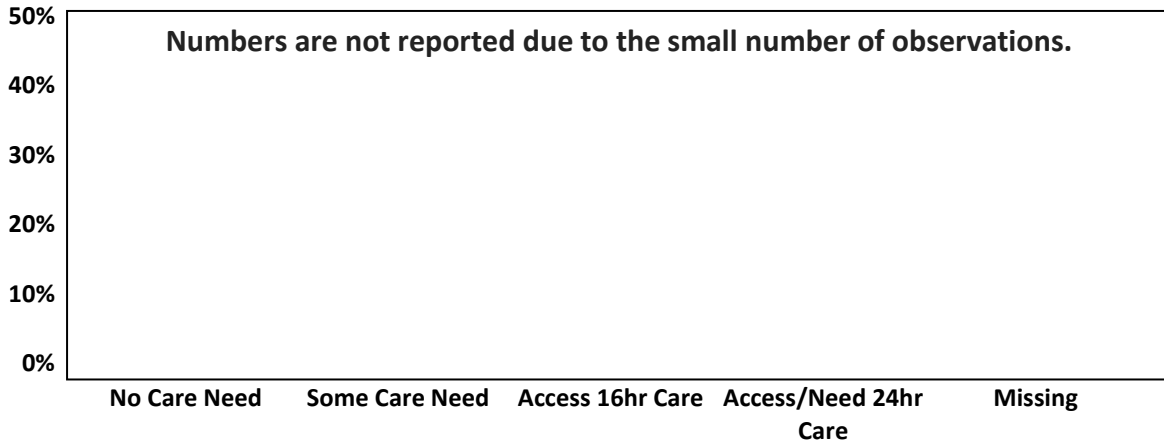 50%
Numbers are not reported due to the small number of observations.
40%
30%
20%
10%
0%
No Care Need
Some Care Need
Access 16hr Care
Access/Need 24hr
Care
Missing